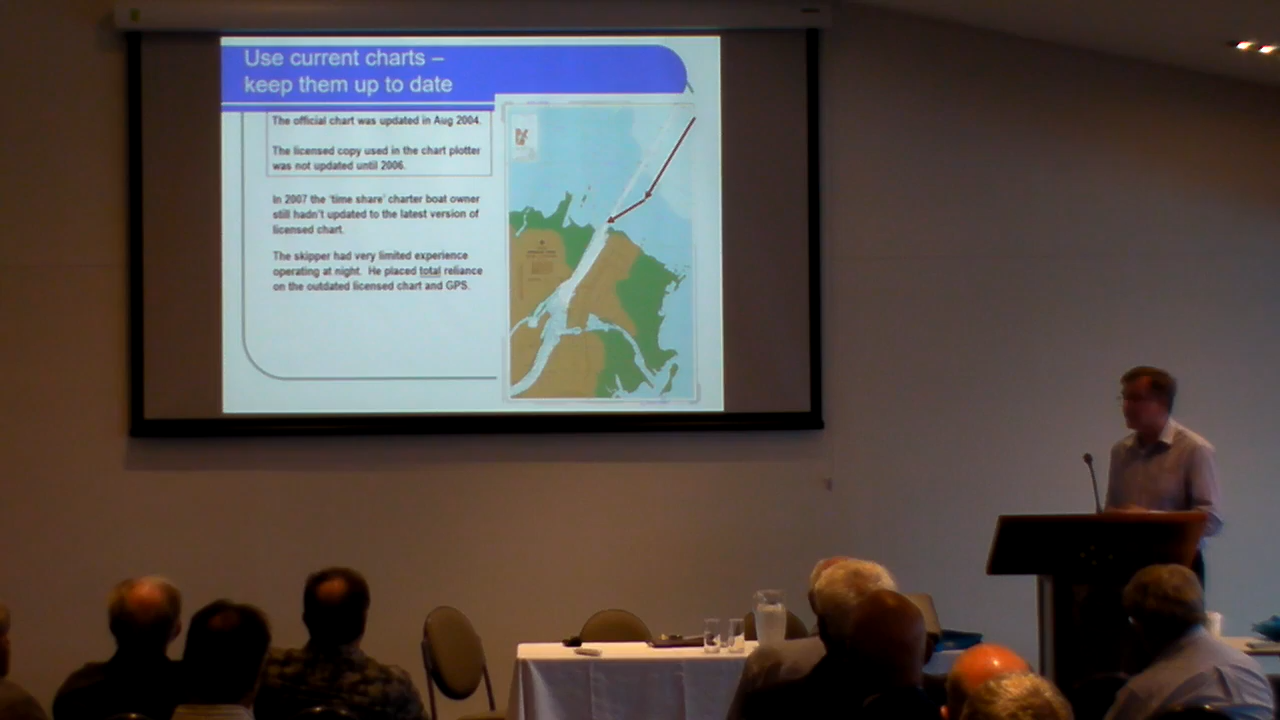 Use current charts –
keep them up to date
The official chart was updated in Aug 2004.
The licensed copy used in the chart plotter
was not updated until 2006.
In 2007 the 'time share' charter boat owner
still hadn't updated to the latest version of
licensed chart.
The skipper had very limited experience
operating at night. He placed total reliance
on the outdated licensed chart and GPS.